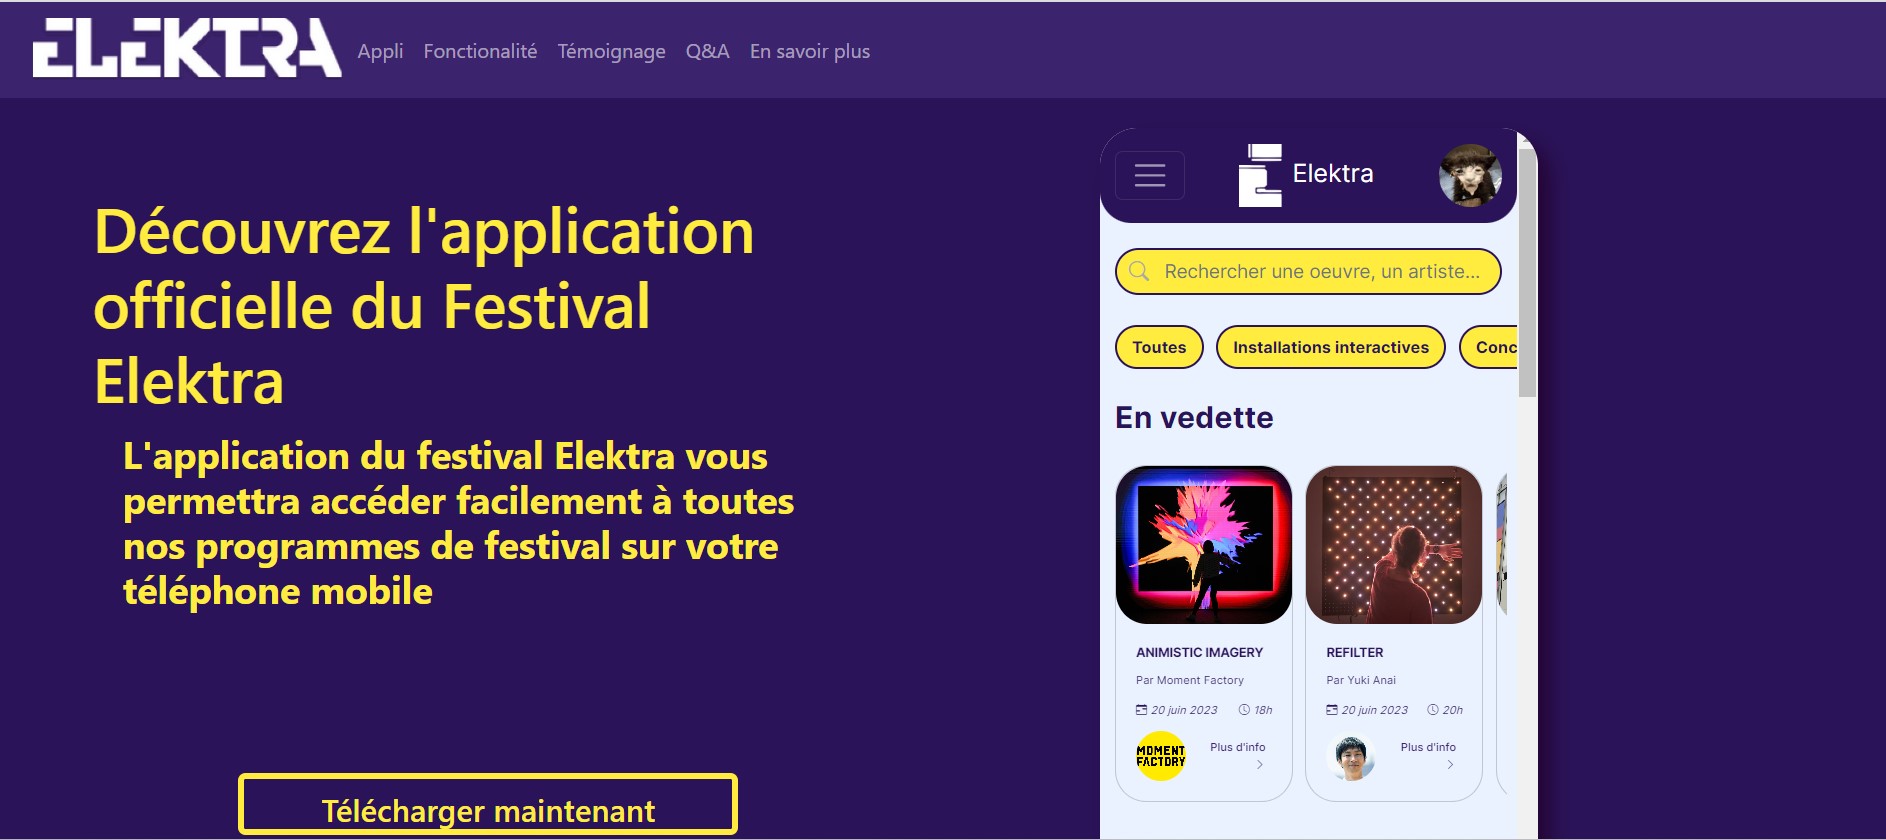 ELEKTRA
Appli Fonctionalité Témoignage Q&A En savoir plus
Découvrez l'application
officielle du Festival
Elektra
L'application du festival Elektra vous
permettra accéder facilement à toutes
nos programmes de festival sur votre
téléphone mobile
Télécharger maintenant
Elektra
Rechercher une oeuvre, un artiste...
Toutes Installations interactives Conc
En vedette
ANIMISTIC IMAGERY
Par Moment Factory
20 juin 2023 18h
MOMENT
FACTORY
Plus d'info
REFILTER
Par Yuki Anai
20 juin 2023 20h
Plus d'info